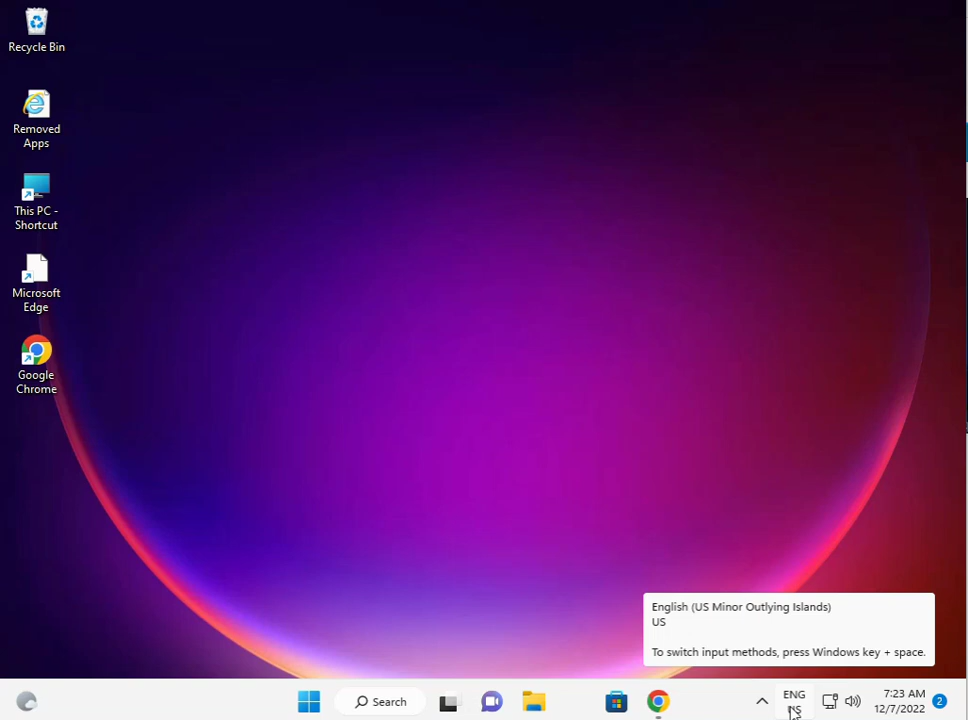 Recycle Bin
Removed
Apps
This PC -
Shortcut
Microsoft
Edge
Google
Chrome
English (US Minor Outlying Islands)
US
To switch input methods, press Windows key + space.
Search
ENG
US
7:23 AM
12/7/2022
2